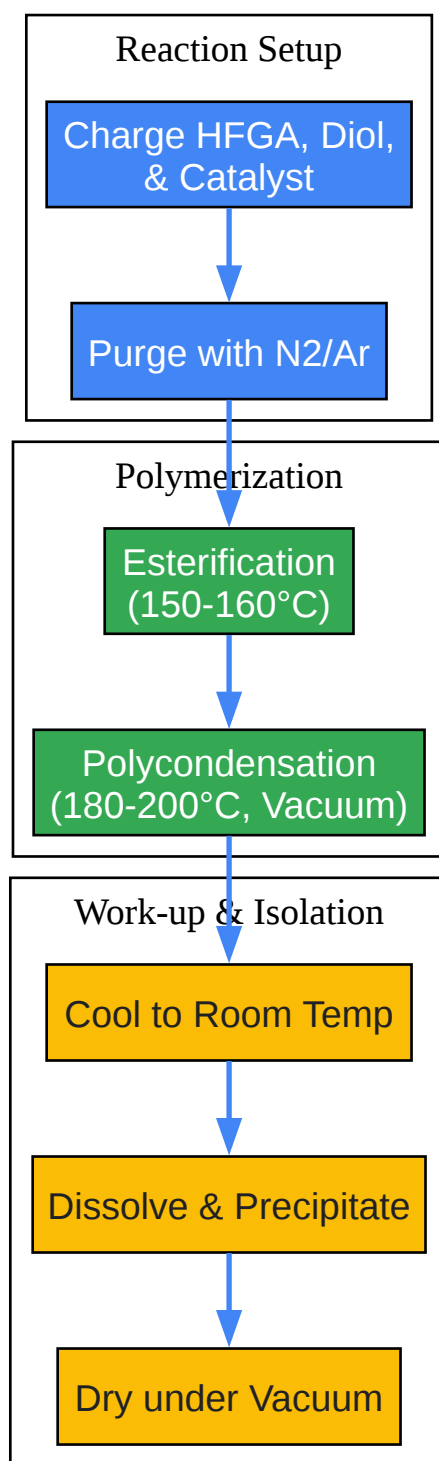 Reaction Setup
Charge HFGA, Diol,
& Catalyst
Purge with N2/Ar
Polymerization
Esterification
(150-160°C)
Polycondensation
(180-200°C, Vacuum)
Work-up & Isolation
Cool to Room Temp
Dissolve & Precipitate
Dry under Vacuum